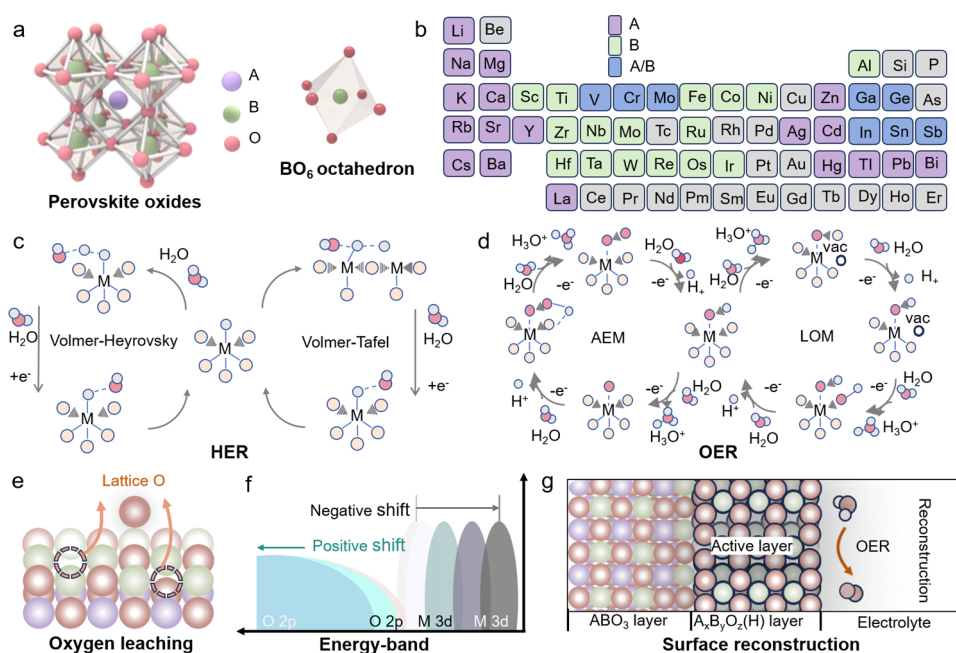 a
A
B
O
BO6 octahedron
Perovskite oxides
b
A
B
A/B
Li Be
Na Mg Al Si P
K Ca Sc Ti V Cr Mo Fe Co Ni Cu Zn Ga Ge As
Rb Sr Y Zr Nb Mo Tc Ru Rh Pd Ag Cd In Sn Sb
Cs Ba Hf Ta W Re Os Ir Pt Au Hg Tl Pb Bi
La Ce Pr Nd Pm Sm Eu Gd Tb Dy Ho Er
c
H2O
M
M M
H2O
Volmer-Heyrovsky
M
Volmer-Tafel
H2O
+e-
+e-
M
M
HER
d
H3O+
H2O
M
-e-
H2O
-e-
H+
H3O+
H2O
-e-
M
vac
H2O
-e-
H+
M
AEM
M
LOM
M
vac
H+
H2O
-e-
M
-e-
H2O
H3O+
H+
H2O
-e-
M
-e-
H2O
H3O+
OER
e
Lattice O
Oxygen leaching
f
Negative shift
Positive shift
O 2p
O 2p
M 3d
M 3d
Energy-band
g
Active layer
OER
Reconstruction
ABO3 layer
AxByOz(H) layer
Electrolyte
Surface reconstruction